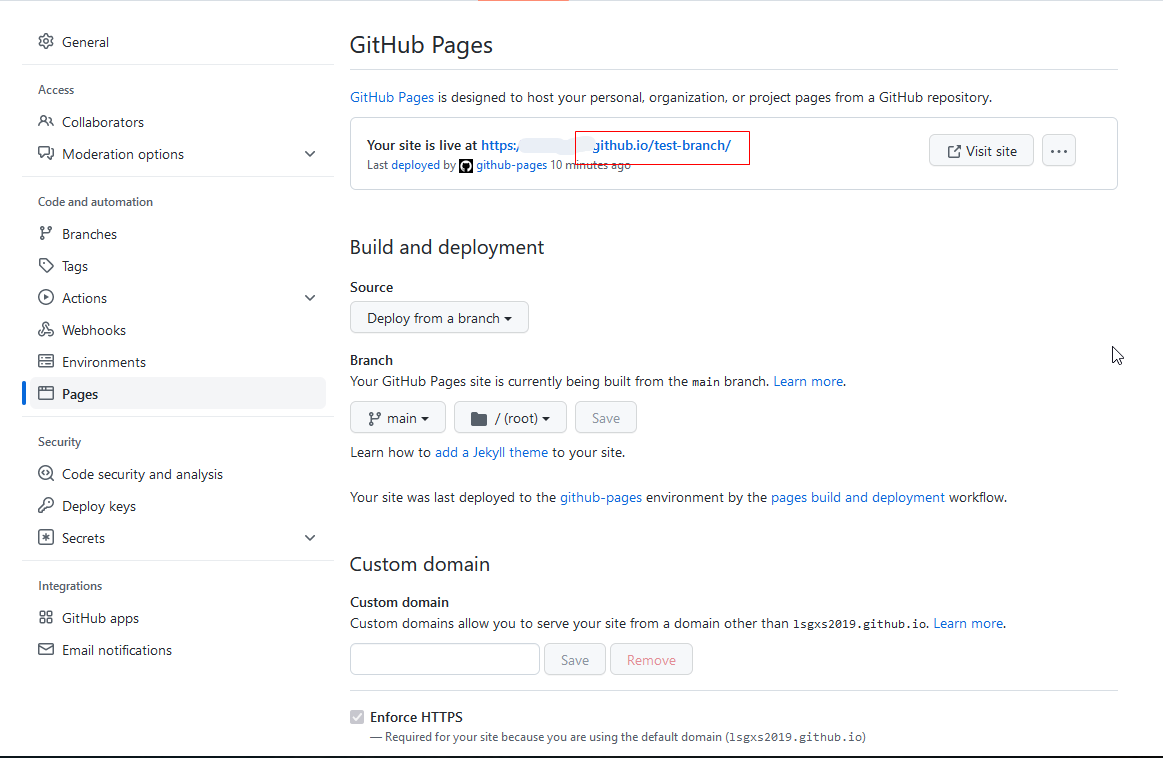 General
Access
Collaborators
Moderation options
Code and automation
Branches
Tags
Actions
Webhooks
Environments
Pages
Security
Code security and analysis
Deploy keys
Secrets
Integrations
GitHub apps
Email notifications
GitHub Pages
GitHub Pages is designed to host your personal, organization, or project pages from a GitHub repository.
Your site is live at https:/ github.io/test-branch/
Last deployed by github-pages 10 minutes ago
Visit site
Build and deployment
Source
Deploy from a branch
Branch
Your GitHub Pages site is currently being built from the main branch. Learn more.
main / (root) Save
Learn how to add a Jekyll theme to your site.
Your site was last deployed to the github-pages environment by the pages build and deployment workflow.
Custom domain
Custom domain
Custom domains allow you to serve your site from a domain other than lsgxs2019.github.io. Learn more.
Save Remove
Enforce HTTPS
— Required for your site because you are using the default domain (lsgxs2019.github.io)